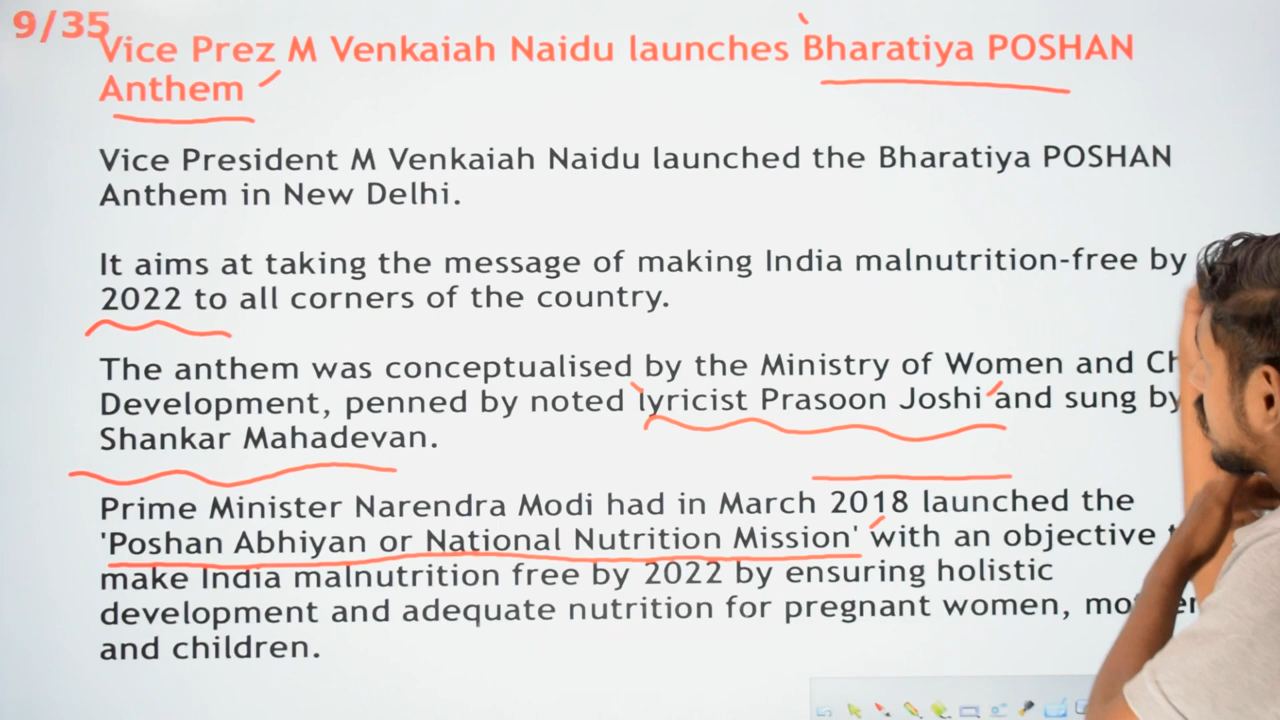 9/35
Vice Prez M Venkaiah Naidu launches Bharatiya POSHAN
Anthem
Vice President M Venkaiah Naidu launched the Bharatiya POSHAN
Anthem in New Delhi.
It aims at taking the message of making India malnutrition-free by
2022 to all corners of the country.
The anthem was conceptualised by the Ministry of Women and Ch
Development, penned by noted lyricist Prasoon Joshi and sung by
Shankar Mahadevan.
Prime Minister Narendra Modi had in March 2018 launched the
'Poshan Abhiyan or National Nutrition Mission' with an objective
make India malnutrition free by 2022 by ensuring holistic
development and adequate nutrition for pregnant women,
and children.